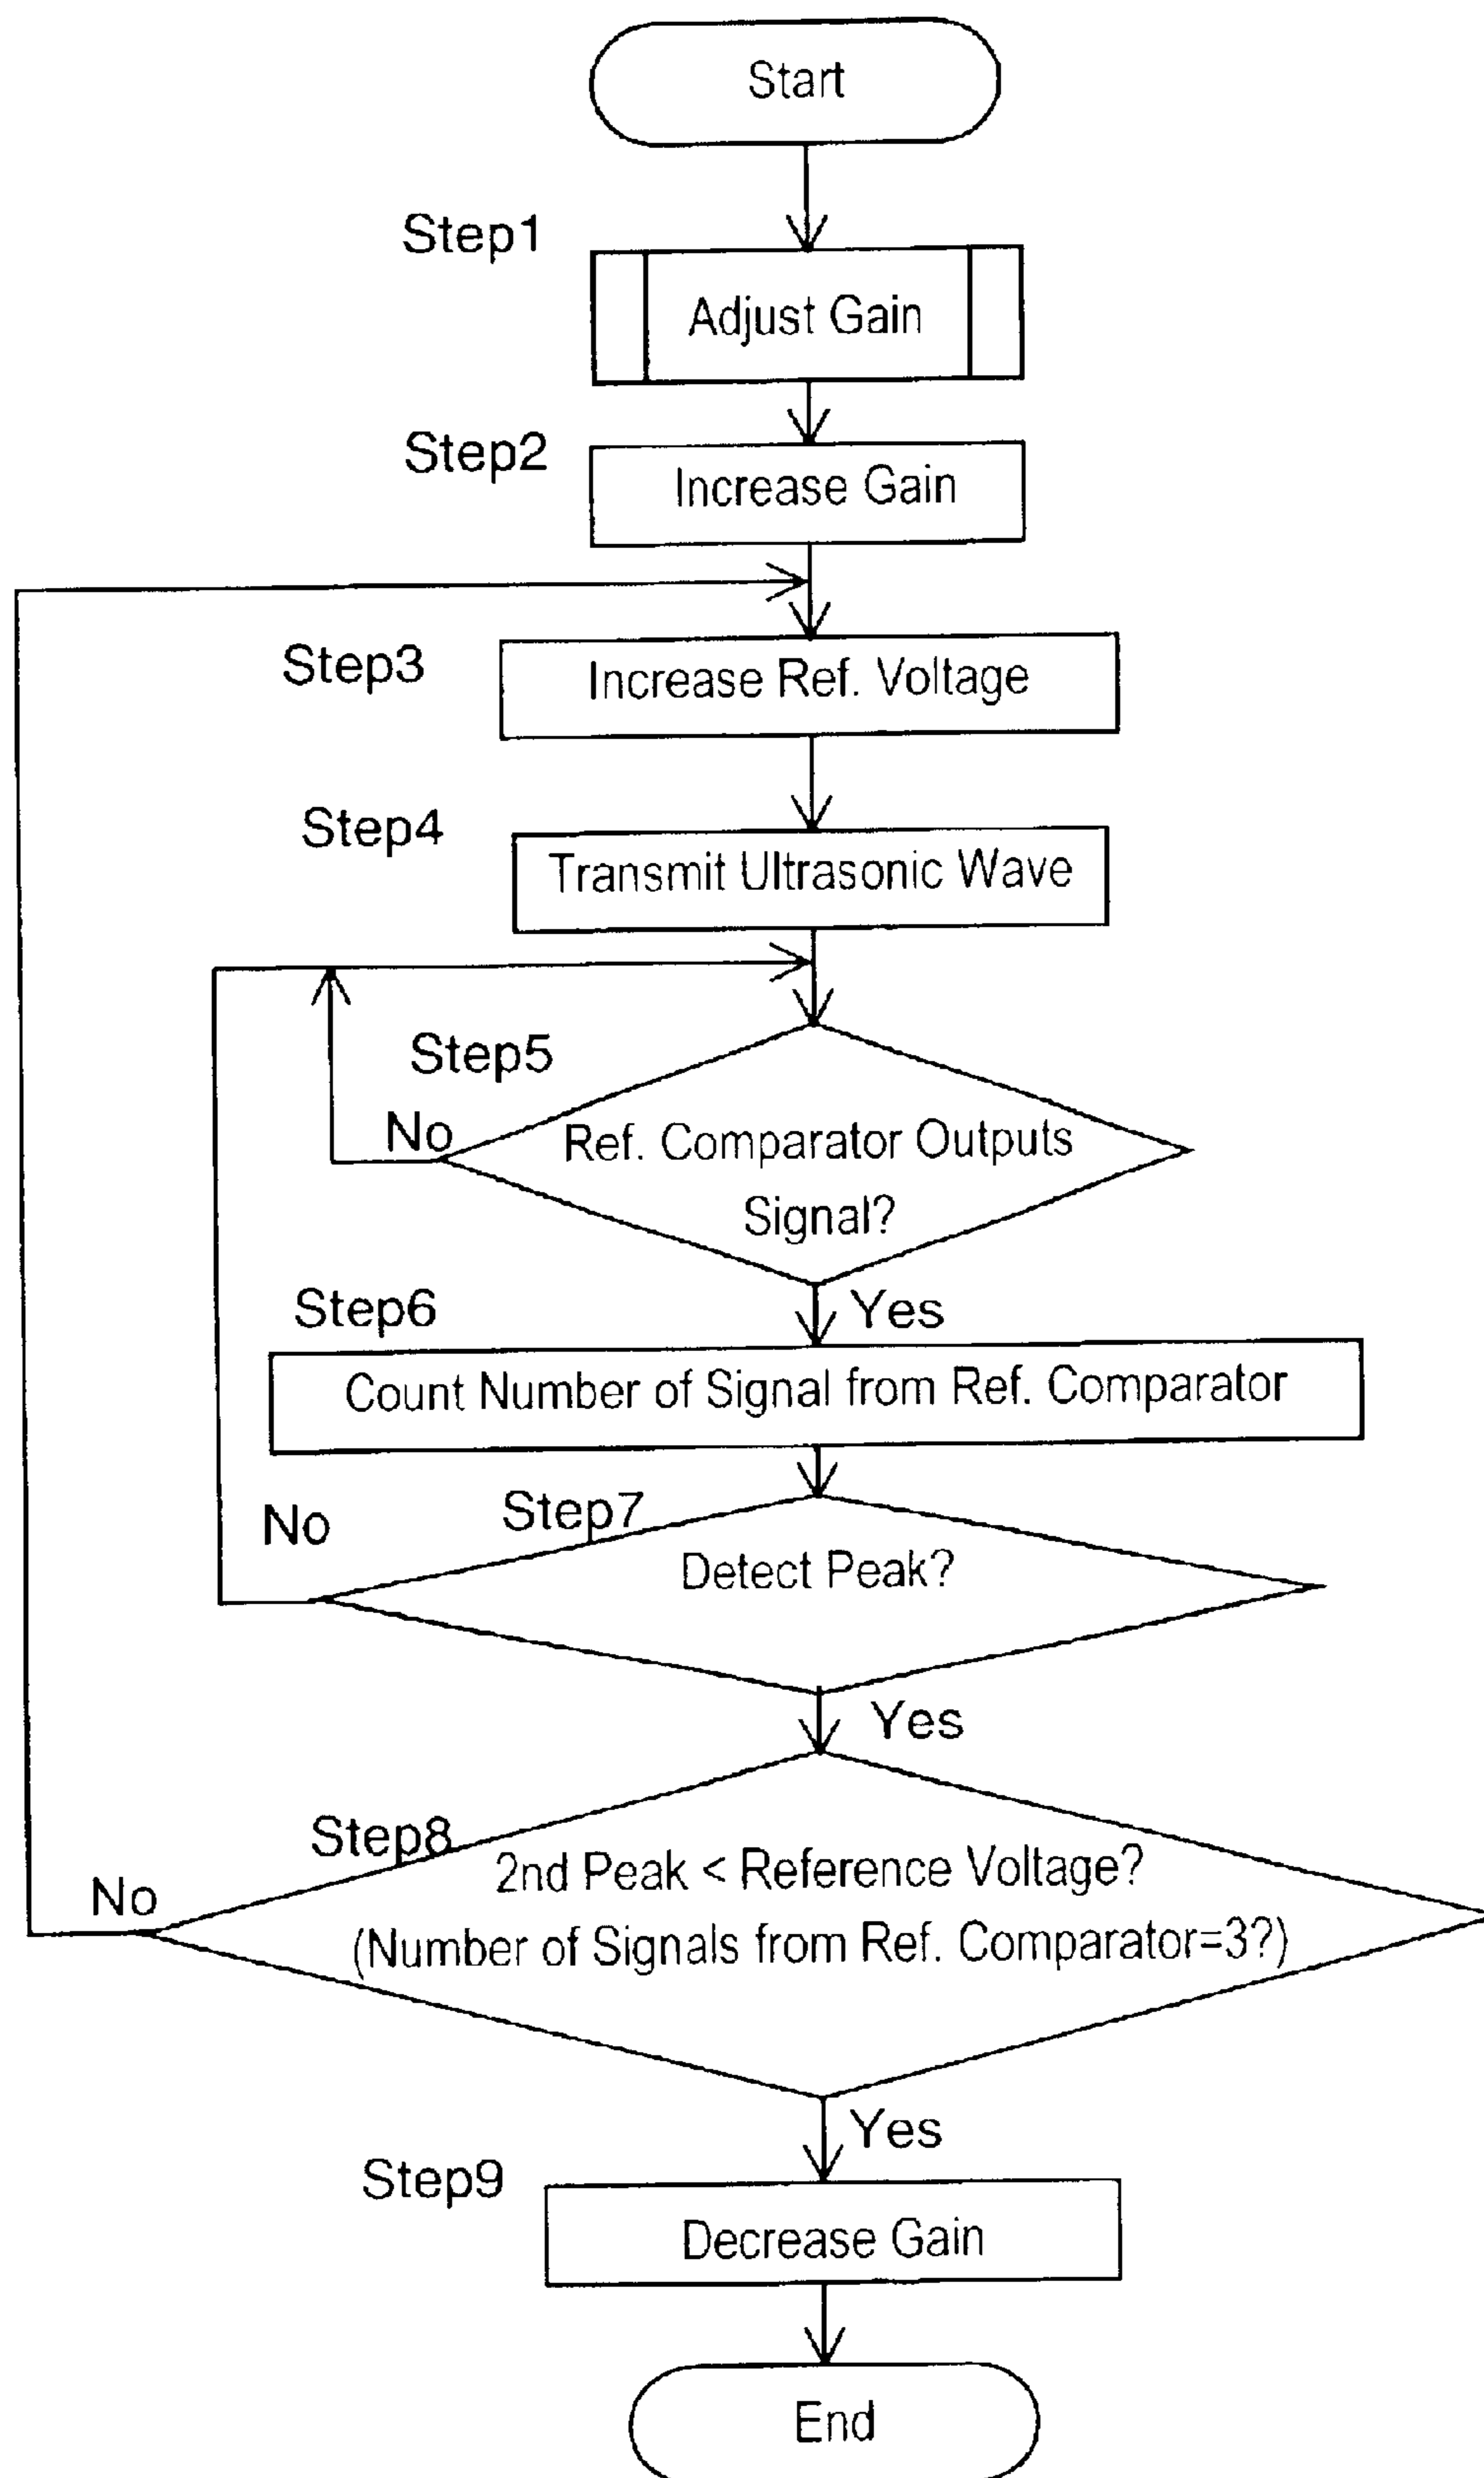 Start
Step1
Adjust Gain
Step2
Increase Gain
Step3
Increase Ref. Voltage
Step4
Transmit Ultrasonic Wave
Step5
No
Ref. Comparator Outputs
Signal?
Step6
Yes
Count Number of Signal from Ref. Comparator
No
Step7
Detect Peak?
Yes
Step8
No
2nd Peak < Reference Voltage?
(Number of Signals from Ref. Comparator=3?)
Yes
Step9
Decrease Gain
End